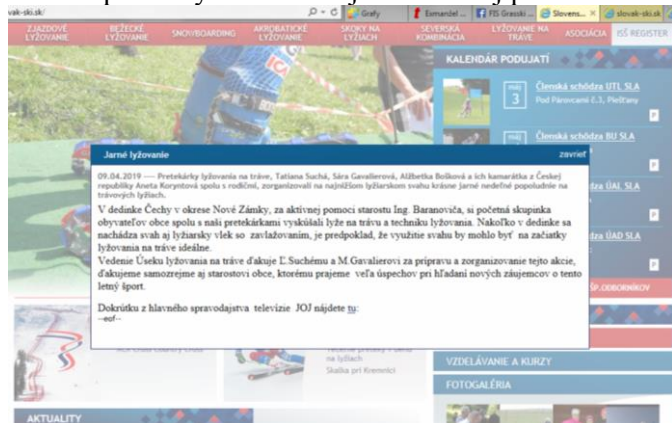 vak-ski.sk/
Grafy
Esmanžel ...
FIS Grasski ...
Slovens...
slovak-ski.sk
ZJAZDOVÉ LYŽOVANIE
BEŽECKÉ LYŽOVANIE
SNOWBOARDING
AKROBATICKÉ LYŽOVANIE
SKOKY NA LYŽIACH
SEVERSKÁ KOMBINÁCIA
LYŽOVANIE NA TRÁVE
ASOCIÁCIA
ISŠ REGISTER
KALENDÁR PODUJATÍ
máj
3
Členská schôdza UTL SLA
Pod Párovcami č.3, Piešťany
P
máj
Členská schôdza BU SLA
P
Jarné lyžovanie
zavrieť
09.04.2019 --- Pretekárky lyžovania na tráve, Tatiana Suchá, Sára Gavalierová, Alžbetka Bošková a ich kamarátka z Českej
republiky Aneta Koryntová spolu s rodičmi, zorganizovali na najnižšom lyžiarskom svahu krásne jarné nedeľné popoludnie na
trávových lyžiach.
V dedinke Čechy v okrese Nové Zámky, za aktívnej pomoci starostu Ing. Baranoviča, si početná skupinka
obyvateľov obce spolu s naši pretekárkami vyskúšali lyže na trávu a techniku lyžovania. Nakoľko v dedinke sa
nachádza svah aj lyžiarsky vlek so zavlažovaním, je predpoklad, že využitie svahu by mohlo byť na začiatky
lyžovania na tráve ideálne.
Vedenie Úseku lyžovania na tráve ďakuje Ľ.Suchému a M.Gavalierovi za prípravu a zorganizovanie tejto akcie,
ďakujeme samozrejme aj starostovi obce, ktorému prajeme veľa úspechov pri hľadaní nových záujemcov o tento
letný šport.
Dokrútku z hlavného spravodajstva televízie JOJ nájdete tu:
--eof--
dza ÚAL SLA
P
dza ÚAD SLA
P
ŠP.ODBORNÍKOV
na lyžiach
Skalka pri Kremnici
VZDELÁVANIE A KURZY
FOTOGALÉRIA
AKTUALITY